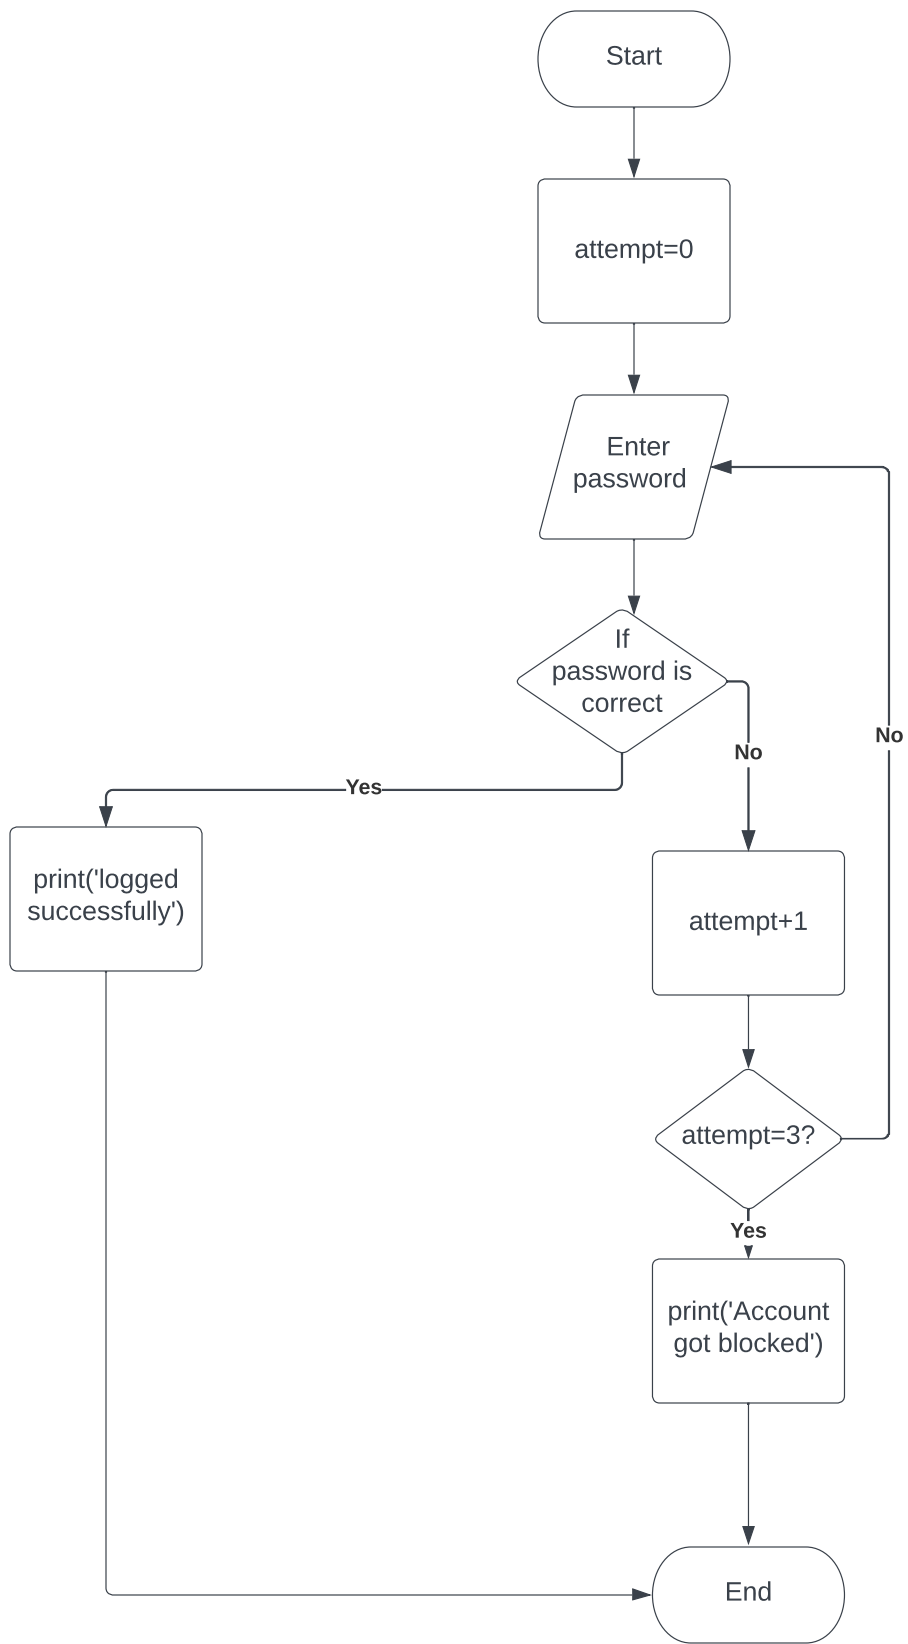 Start
attempt=0
Enter
password
If
password is
correct
No
No
Yes
print('logged
successfully')
attempt+1
attempt=3?
Yes
print('Account
got blocked')
End